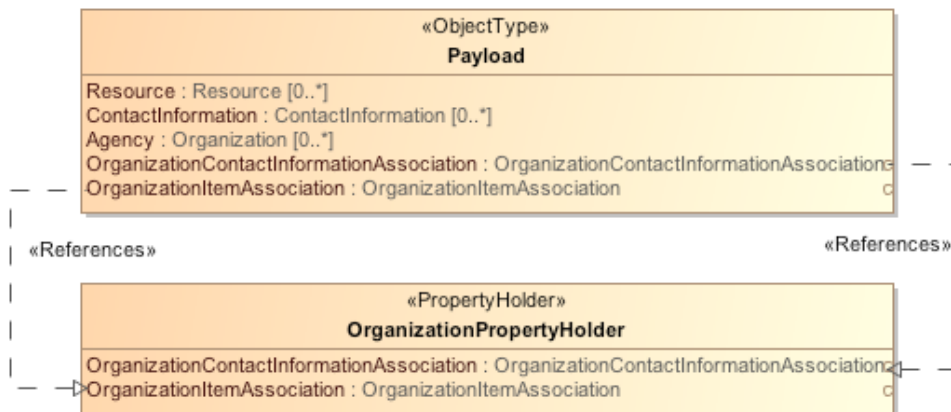 «ObjectType»
Payload
Resource : Resource [0..*]
ContactInformation : ContactInformation [0..*]
Agency : Organization [0..*]
OrganizationContactInformationAssociation : OrganizationContactInformationAssociation
OrganizationItemAssociation : OrganizationItemAssociation
«References»
«References»
«PropertyHolder»
OrganizationPropertyHolder
OrganizationContactInformationAssociation : OrganizationContactInformationAssociation
OrganizationItemAssociation : OrganizationItemAssociation